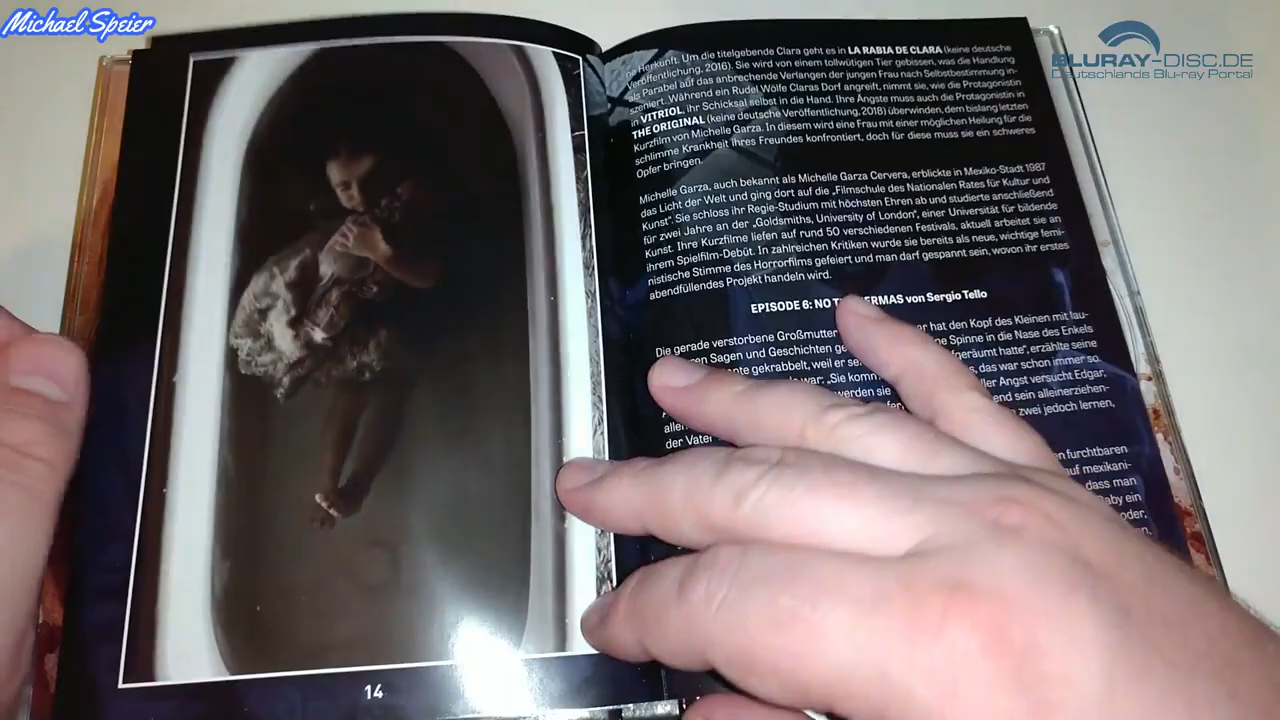 Michael Speier
BLURAY-DISC.DE
Deutschlands Blu-ray Portal
ne Herkunft. Um die titelgebende Clara geht es in LA RABIA DE CLARA (keine deutsche
Veröffentlichung, 2016). Sie wird von einem tollwütigen Tier gebissen, was die Handlung
als Parabel auf das anbrechende Verlangen der jungen Frau nach Selbstbestimmung in-
szeniert. Während ein Rudel Wölfe Claras Dorf angreift, nimmt sie, wie die Protagonistin
in VITRIOL, ihr Schicksal selbst in die Hand. Ihre Ängste muss auch die Protagonistin in
THE ORIGINAL (keine deutsche Veröffentlichung, 2018) überwinden, dem bislang letzten
Kurzfilm von Michelle Garza. In diesem wird eine Frau mit einer möglichen Heilung für die
schlimme Krankheit ihres Freundes konfrontiert, doch für diese muss sie ein schweres
Opfer bringen.
Michelle Garza, auch bekannt als Michelle Garza Cervera, erblickte in Mexiko-Stadt 1987
das Licht der Welt und ging dort auf die „Filmschule des Nationalen Rates für Kultur und
Kunst“. Sie schloss ihr Regie-Studium mit höchsten Ehren ab und studierte anschließend
für zwei Jahre an der „Goldsmiths, University of London“, einer Universität für bildende
Kunst. Ihre Kurzfilme liefen auf rund 50 verschiedenen Festivals, aktuell arbeitet sie an
ihrem Spielfilm-Debüt. In zahlreichen Kritiken wurde sie bereits als neue, wichtige femi-
nistische Stimme des Horrorfilms gefeiert und man darf gespannt sein, wovon ihr erstes
abendfüllendes Projekt handeln wird.
EPISODE 6: NO von Sergio Tello
Die gerade verstorbene Großmutter hat den Kopf des Kleinen mit lau-
Sagen und Geschichten Spinne in die Nase des Enkels
gekrabbelt, weil er hatte“, erzählte seine
war: „Sie das war schon immer so.
werden sie Angst versucht Edgar,
sein alleinerziehen-
der Vater zwei jedoch lernen,
furchtbaren
auf mexikani-
dass man
Baby ein
oder,
14